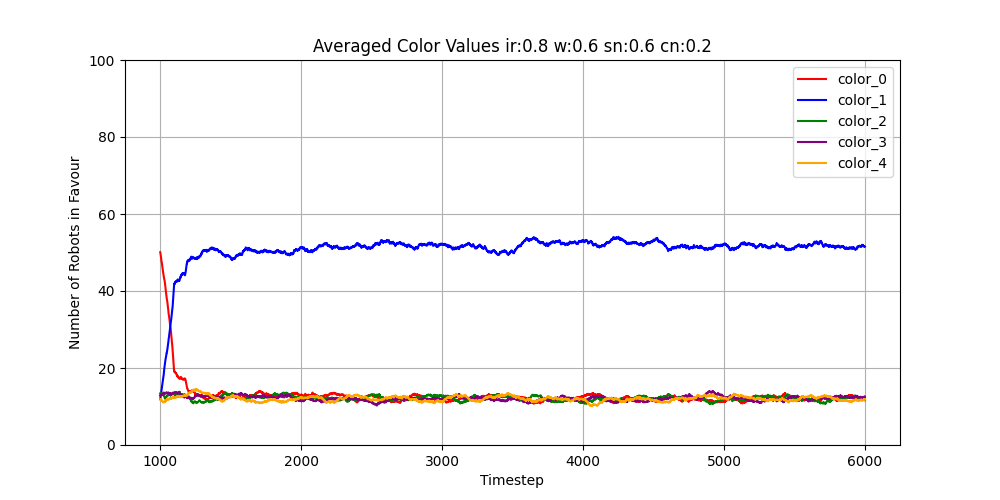 Averaged Color Values ir:0.8 w:0.6 sn:0.6 cn:0.2
Number of Robots in Favour
100
80
60
40
20
0
color_0
color_1
color_2
color_3
color_4
1000 2000 3000 4000 5000 6000
Timestep